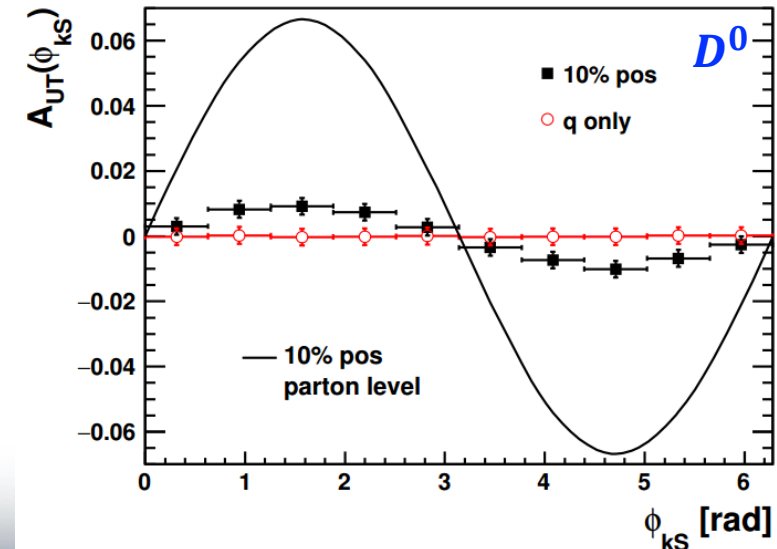 A_UT(ϕ_kS)
D⁰
0.06
0.04
0.02
0
−0.02
−0.04
−0.06
10% pos
q only
10% pos
parton level
0 1 2 3 4 5 6
ϕ_kS [rad]